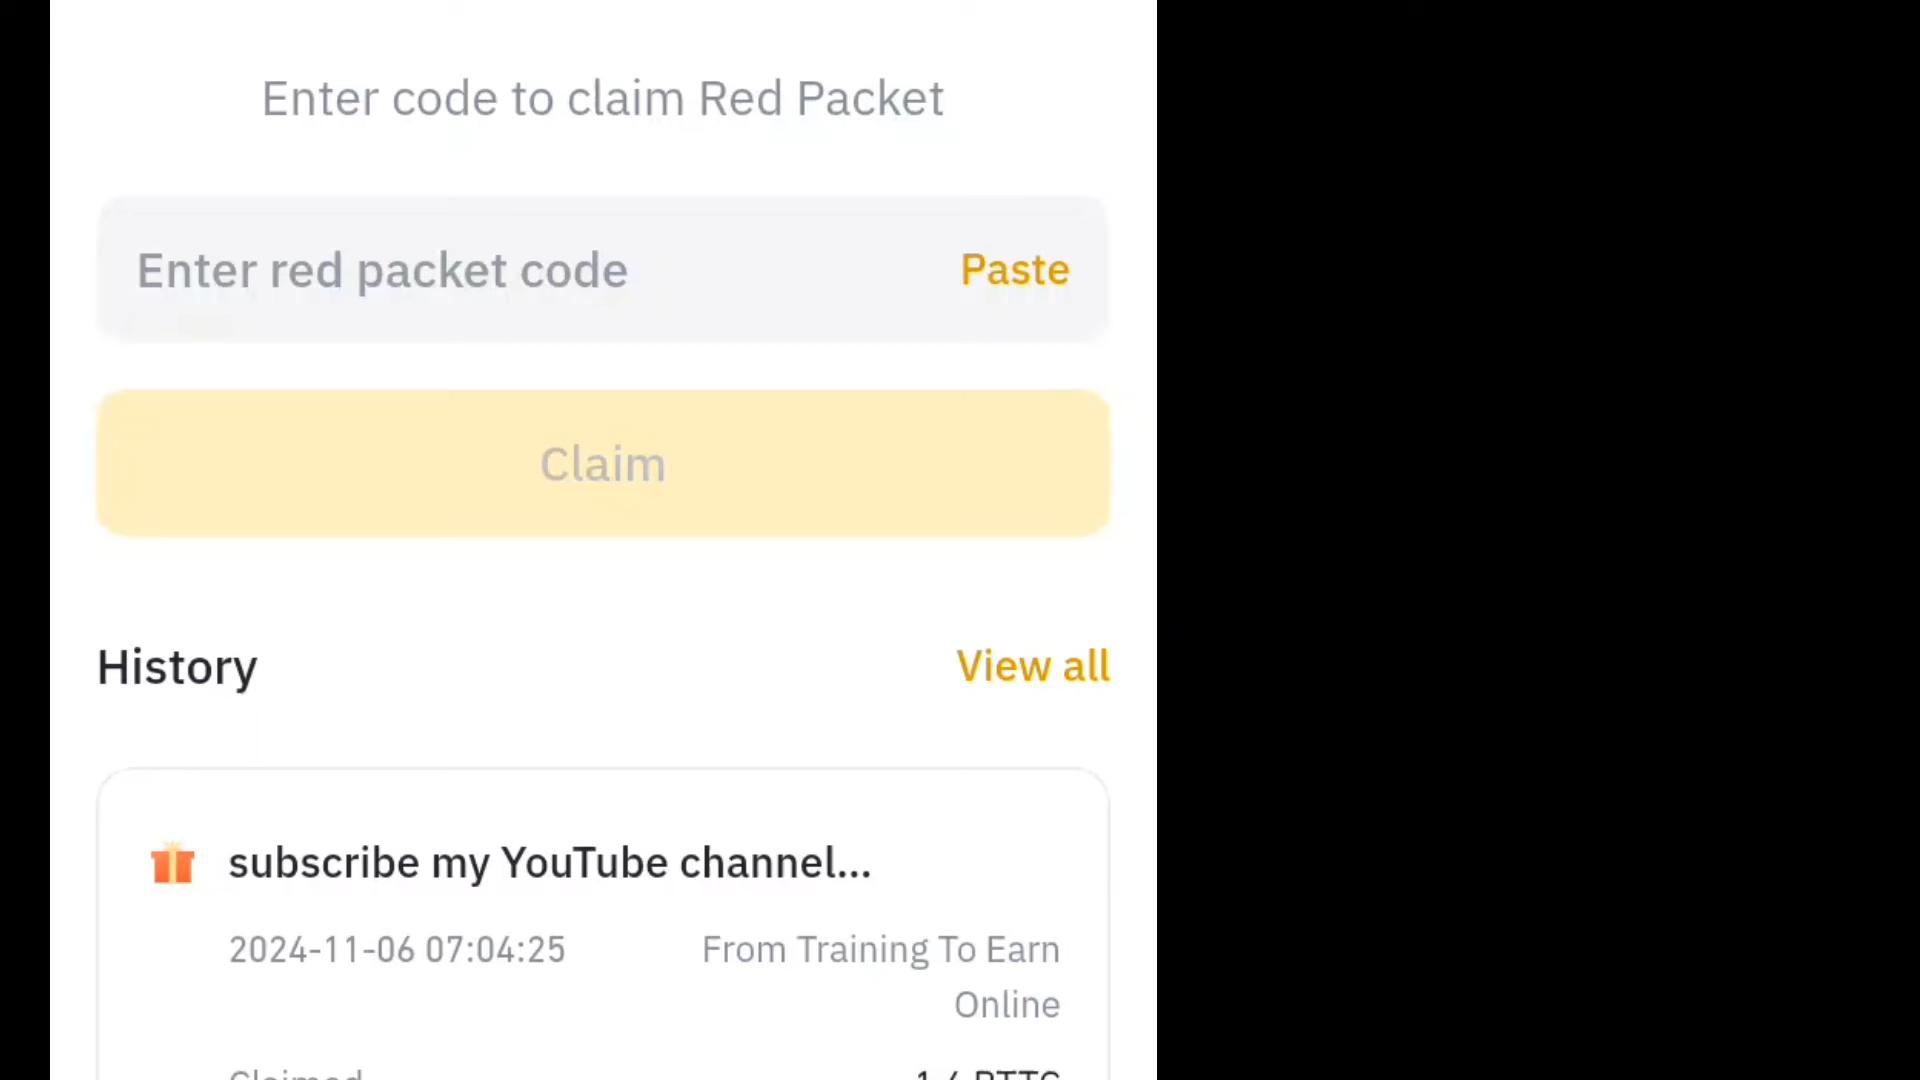 Enter code to claim Red Packet
Enter red packet code
Paste
Claim
History
View all
subscribe my YouTube channel...
2024-11-06 07:04:25
From Training To Earn
Online
Claimed